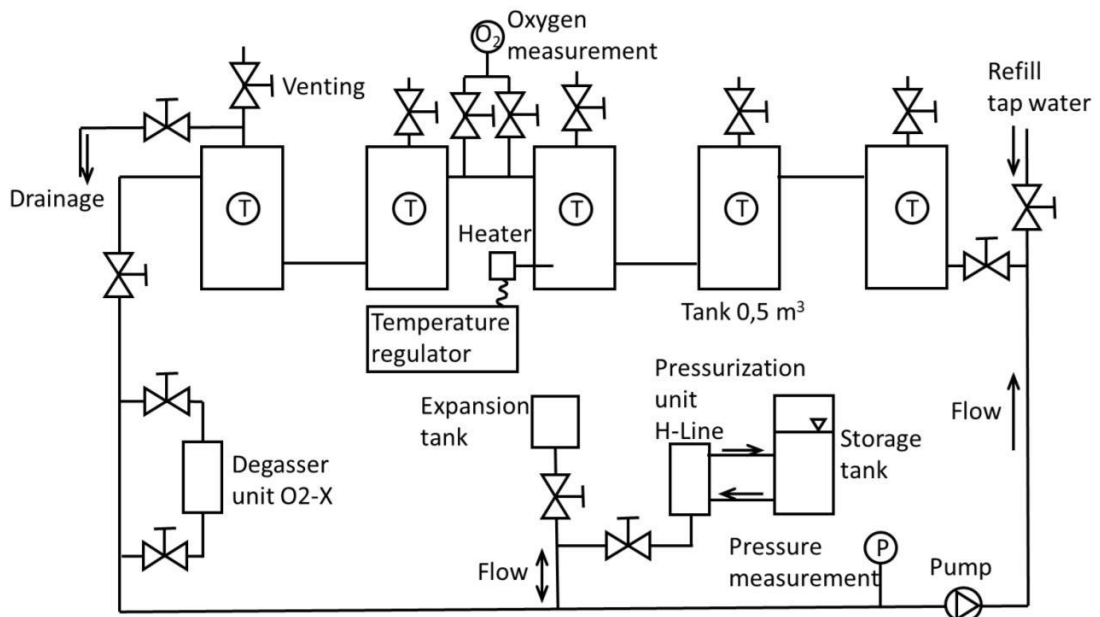 O2
Oxygen
measurement
Venting
Refill
tap water
Drainage
T
T
T
T
T
Heater
Temperature
regulator
Tank 0,5 m³
Pressurization
unit
H-Line
Expansion
tank
Storage
tank
Flow
Degasser
unit O2-X
Flow
Pressure
measurement
P
Pump